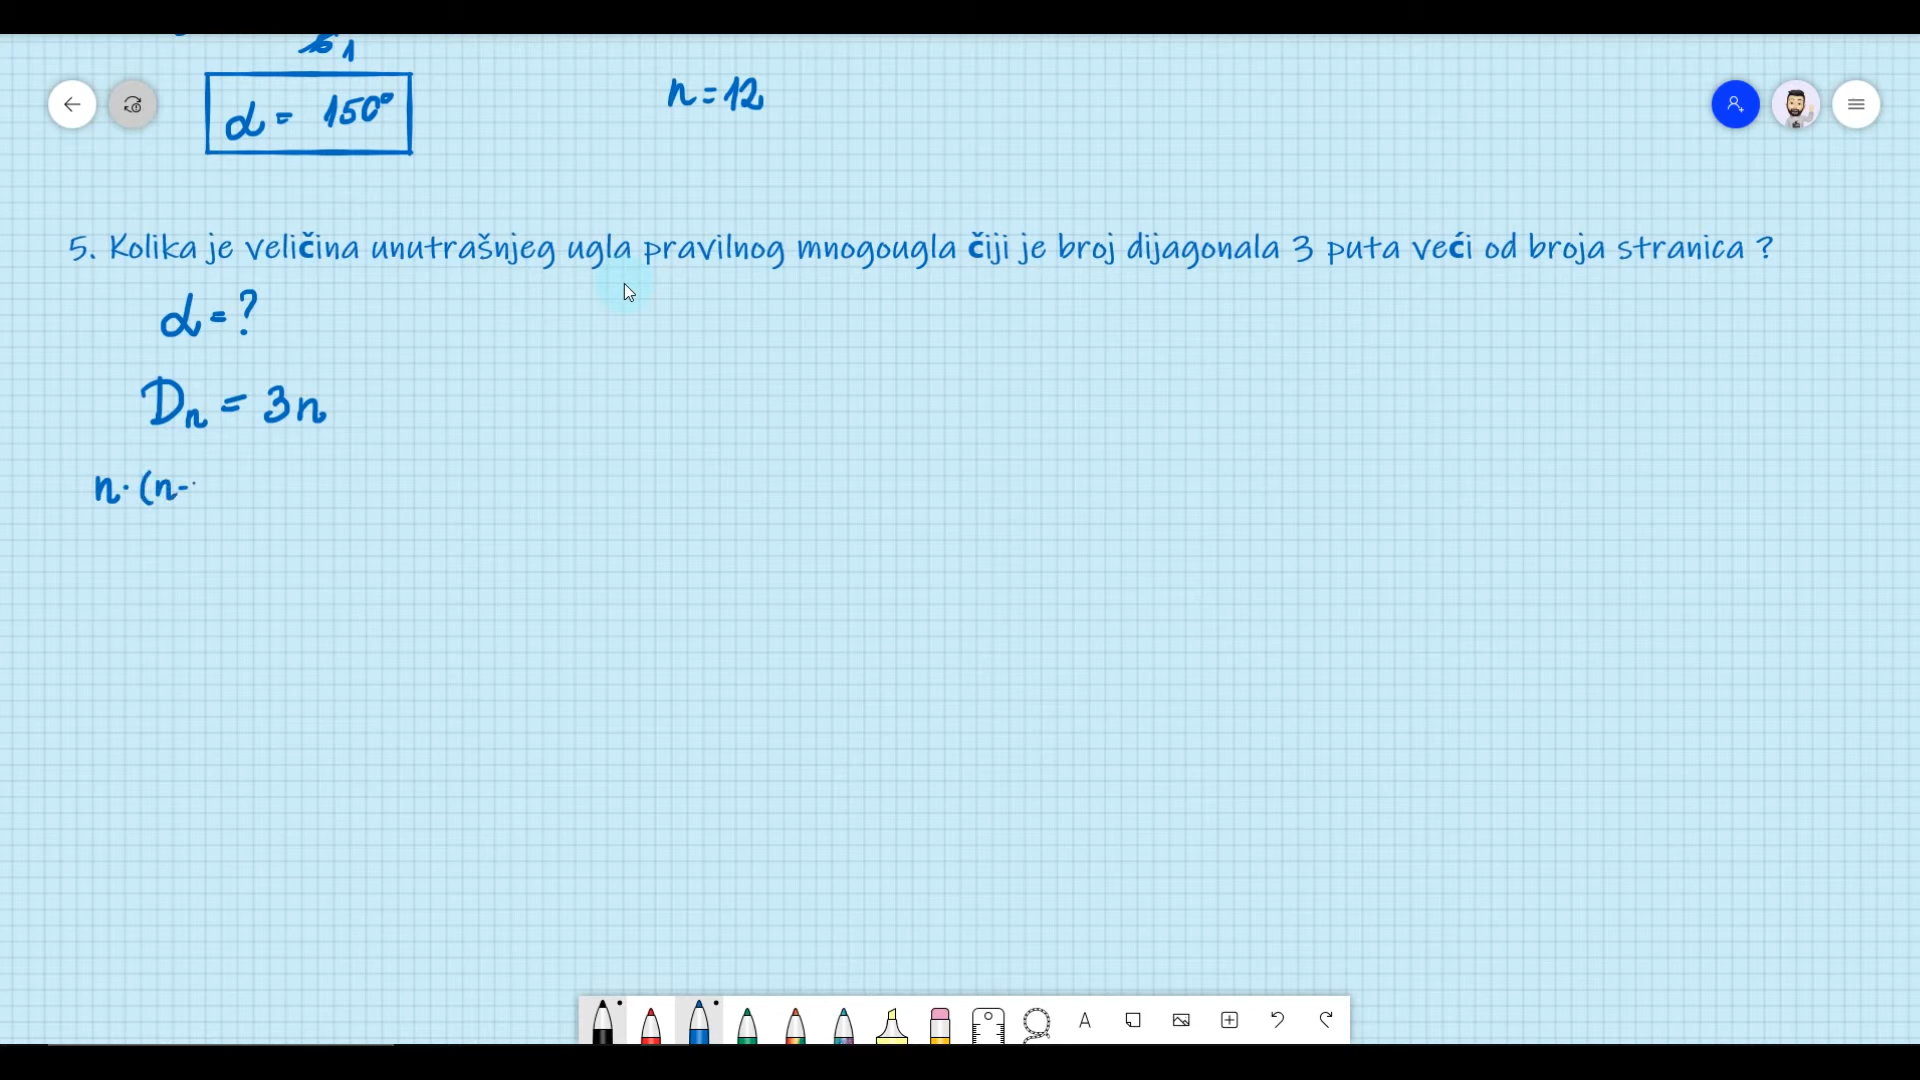 α = 150°
n = 12
5. Kolika je veličina unutrašnjeg ugla pravilnog mnogougla čiji je broj dijagonala 3 puta veći od broja stranica ?
α = ?
Dn = 3n
n · (n -